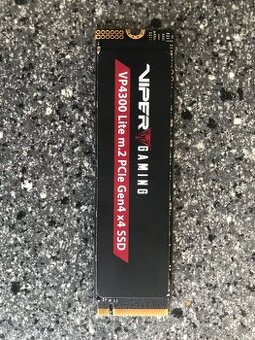 VIPER GAMING
VP4300 Lite m.2 PCIe Gen4 x4 SSD